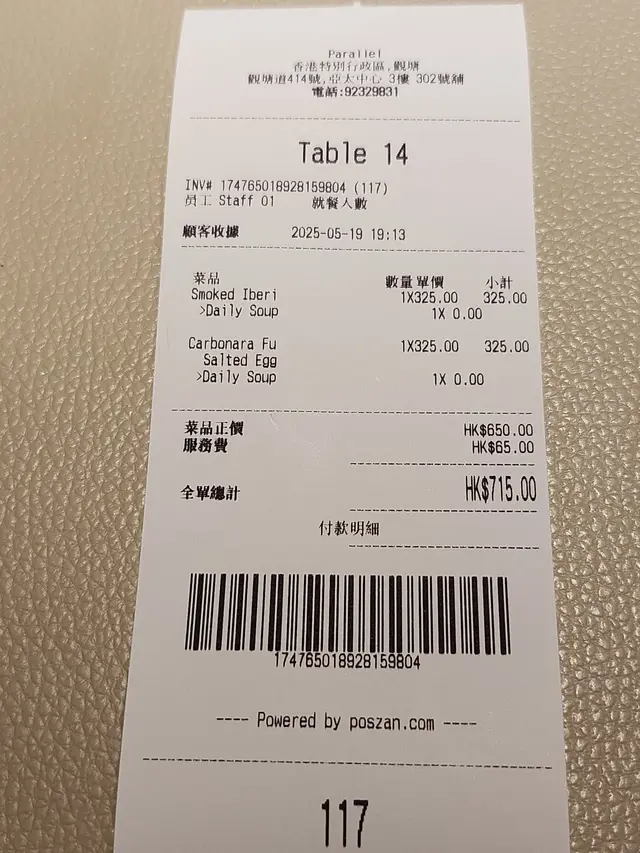 Parallel
香港特別行政區,觀塘
觀塘道414號,亞太中心 3樓 302號舖
電話:92329831
Table 14
INV# 174765018928159804 (117)
員工 Staff 01 就餐人數
顧客收據 2025-05-19 19:13
菜品 數量 單價 小計
Smoked Iberi 1X325.00 325.00
>Daily Soup 1X 0.00
Carbonara Fu 1X325.00 325.00
Salted Egg
>Daily Soup 1X 0.00
菜品正價 HK$650.00
服務費 HK$65.00
全單總計 HK$715.00
付款明細
174765018928159804
---- Powered by poszan.com ----
117